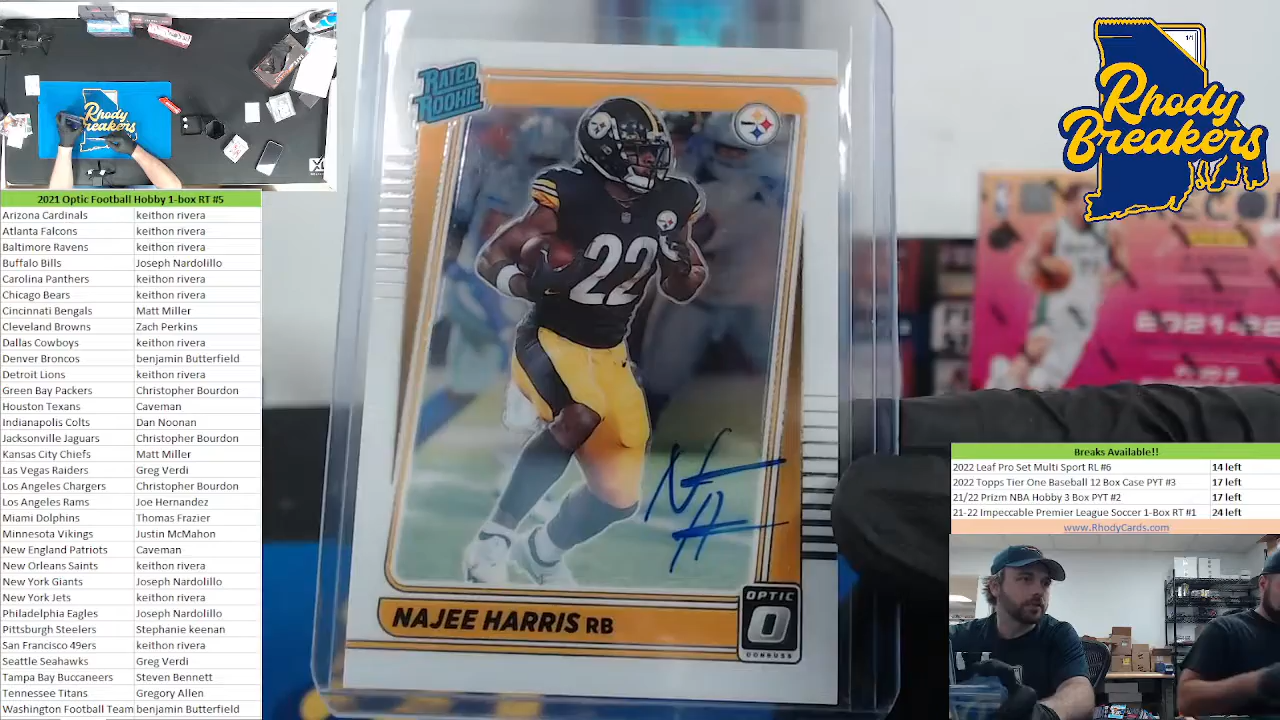 2021 Optic Football Hobby 1-box RT #5
Arizona Cardinals keithon rivera
Atlanta Falcons keithon rivera
Baltimore Ravens keithon rivera
Buffalo Bills Joseph Nardolillo
Carolina Panthers keithon rivera
Chicago Bears keithon rivera
Cincinnati Bengals Matt Miller
Cleveland Browns Zach Perkins
Dallas Cowboys keithon rivera
Denver Broncos benjamin Butterfield
Detroit Lions keithon rivera
Green Bay Packers Christopher Bourdon
Houston Texans Caveman
Indianapolis Colts Dan Noonan
Jacksonville Jaguars Christopher Bourdon
Kansas City Chiefs Matt Miller
Las Vegas Raiders Greg Verdi
Los Angeles Chargers Christopher Bourdon
Los Angeles Rams Joe Hernandez
Miami Dolphins Thomas Frazier
Minnesota Vikings Justin McMahon
New England Patriots Caveman
New Orleans Saints keithon rivera
New York Giants Joseph Nardolillo
New York Jets keithon rivera
Philadelphia Eagles Joseph Nardolillo
Pittsburgh Steelers Stephanie keenan
San Francisco 49ers keithon rivera
Seattle Seahawks Greg Verdi
Tampa Bay Buccaneers Steven Bennett
Tennessee Titans Gregory Allen
Washington Football Team benjamin Butterfield
Rhody
Breakers
RATED
ROOKIE
22
NAJEE HARRIS RB
OPTIC
O
DONRUSS
1/1
Rhody
Breakers
2021-22
Breaks Available!!
2022 Leaf Pro Set Multi Sport RL #6 14 left
2022 Topps Tier One Baseball 12 Box Case PYT #3 17 left
21/22 Prizm NBA Hobby 3 Box PYT #2 17 left
21-22 Impeccable Premier League Soccer 1-Box RT #1 24 left
www.RhodyCards.com